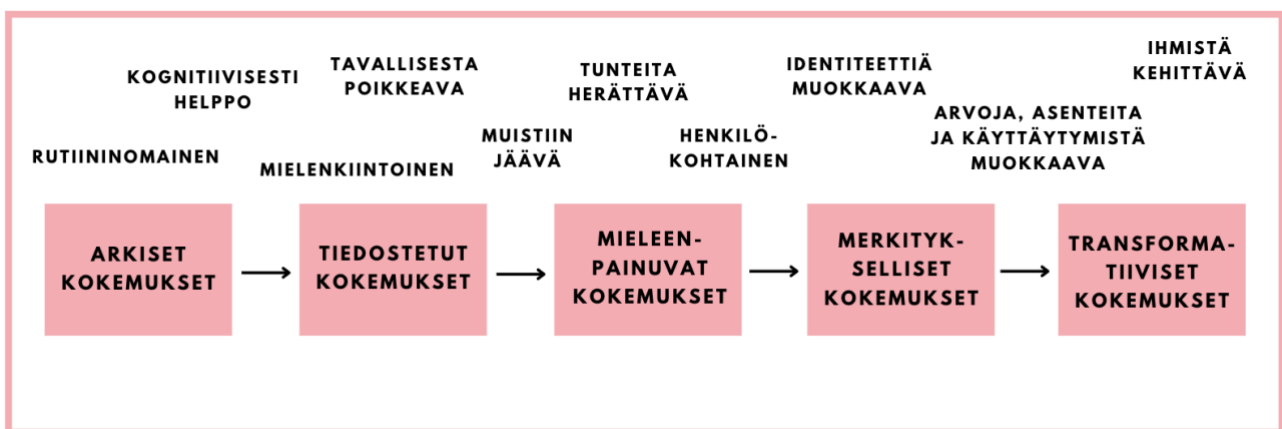 RUTIININOMAINEN
KOGNITIIVISESTI
HELPPO
TAVALLISESTA
POIKKEAVA
MIELENKIINTOINEN
MUISTIIN
JÄÄVÄ
TUNTEITA
HERÄTTÄVÄ
HENKILÖ-
KOHTAINEN
IDENTITEETTIÄ
MUOKKAAVA
ARVOJA, ASENTEITA
JA KÄYTTÄYTYMISTÄ
MUOKKAAVA
IHMISTÄ
KEHITTÄVÄ
ARKISET
KOKEMUKSET
TIEDOSTETUT
KOKEMUKSET
MIELEEN-
PAINUVAT
KOKEMUKSET
MERKITYK-
SELLISET
KOKEMUKSET
TRANSFORMA-
TIIVISET
KOKEMUKSET